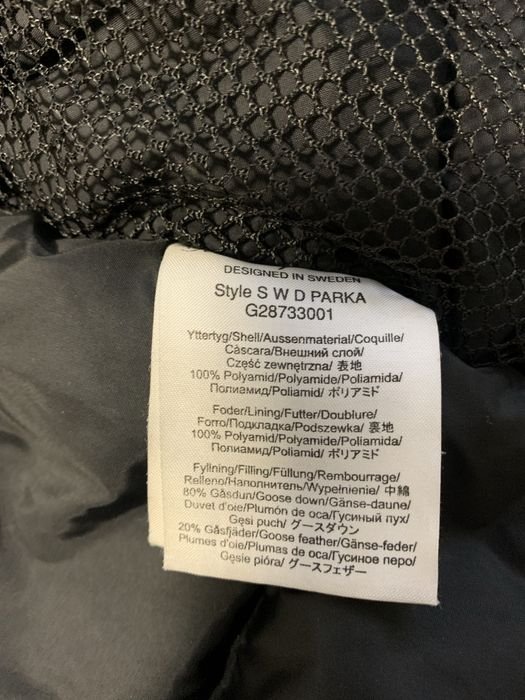 DESIGNED IN SWEDEN
Style S W D PARKA
G28733001
Yttertyg/Shell/Aussenmaterial/Coquille/
Càscara/Внешний слой/
Część zewnętrzna/ 表地
100% Polyamid/Polyamide/Poliamida/
Полиамид/Poliamid/ ポリアミド
Foder/Lining/Futter/Doublure/
Forro/Подкладка/Podszewka/ 裏地
100% Polyamid/Polyamide/Poliamida/
Полиамид/Poliamid/ ポリアミド
Fyllning/Filling/Füllung/Rembourrage/
Relleno/Наполнитель/Wypełnienie/ 中綿
80% Gåsdun/Goose down/Gänse-daune/
Duvet d'oie/Plumón de oca/Гусиный пух/
Gęsi puch/ グースダウン
20% Gåsfjäder/Goose feather/Gänse-feder/
Plumes d'oie/Plumas de oca/Гусиное перо/
Gęsie pióra/ グースフェザー